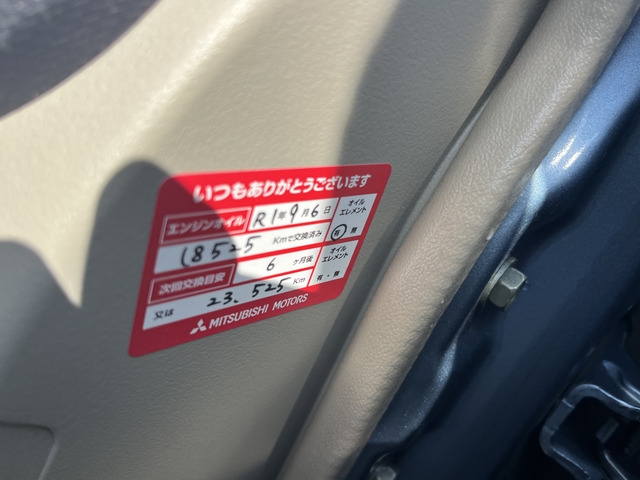 いつもありがとうございます
エンジンオイル R1年9月6日 オイルエレメント
18525 Kmで交換済み 有・無
次回交換目安 6ヶ月後 オイルエレメント
又は 23.525 Km 有・無
MITSUBISHI MOTORS